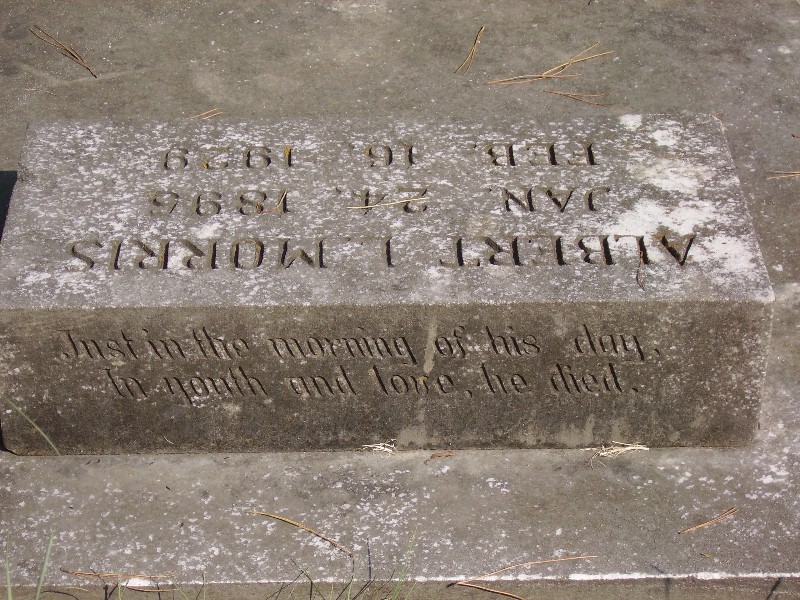 ALBERT L. MORRIS
JAN. 24, 1895
FEB. 16, 1929
Just in the morning of his day,
In youth and love, he died.